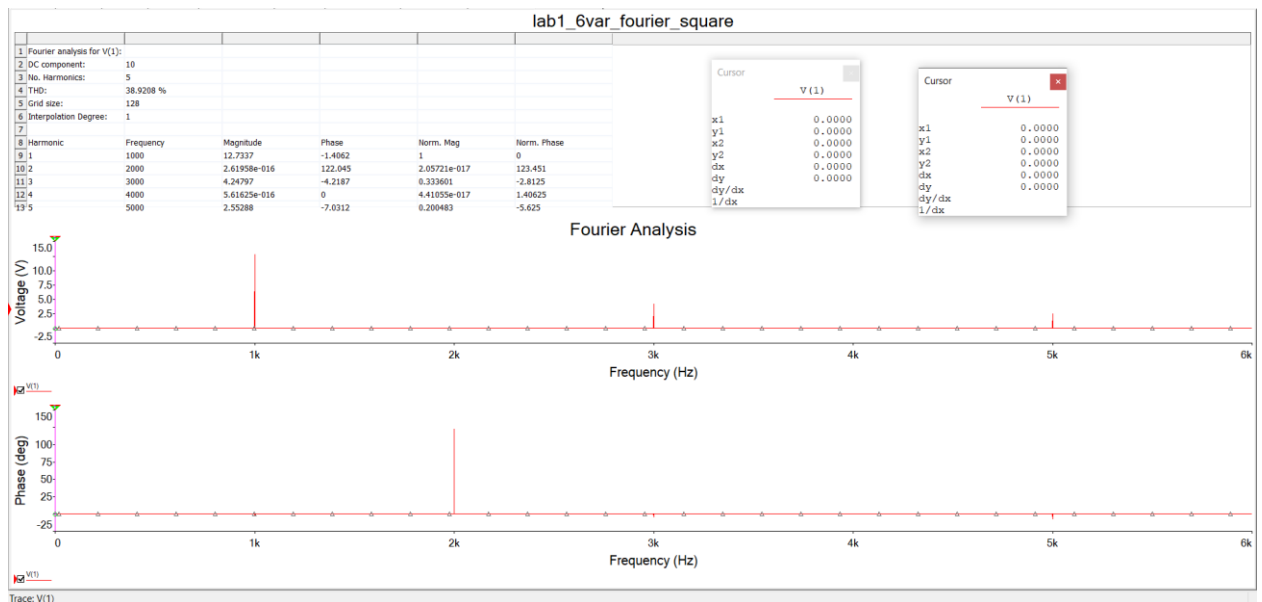 lab1_6var_fourier_square
1 Fourier analysis for V(1):
2 DC component: 10
3 No. Harmonics: 5
4 THD: 38.9208 %
5 Grid size: 128
6 Interpolation Degree: 1
7
8 Harmonic Frequency Magnitude Phase Norm. Mag Norm. Phase
9 1 1000 12.7337 -1.4062 1 0
10 2 2000 2.61958e-016 122.045 2.05721e-017 123.451
11 3 3000 4.24797 -4.2187 0.333601 -2.8125
12 4 4000 5.61625e-016 0 4.41055e-017 1.40625
13 5 5000 2.55288 -7.0312 0.200483 -5.625
Cursor
V(1)
x1 0.0000
y1 0.0000
x2 0.0000
y2 0.0000
dx 0.0000
dy 0.0000
dy/dx
1/dx
Cursor
V(1)
x1 0.0000
y1 0.0000
x2 0.0000
y2 0.0000
dx 0.0000
dy 0.0000
dy/dx
1/dx
Fourier Analysis
Voltage (V)
15.0
10.0
7.5
5.0
2.5
-2.5
0 1k 2k 3k 4k 5k 6k
Frequency (Hz)
V(1)
Phase (deg)
150
100
75
50
25
-25
0 1k 2k 3k 4k 5k 6k
Frequency (Hz)
V(1)
Trace: V(1)